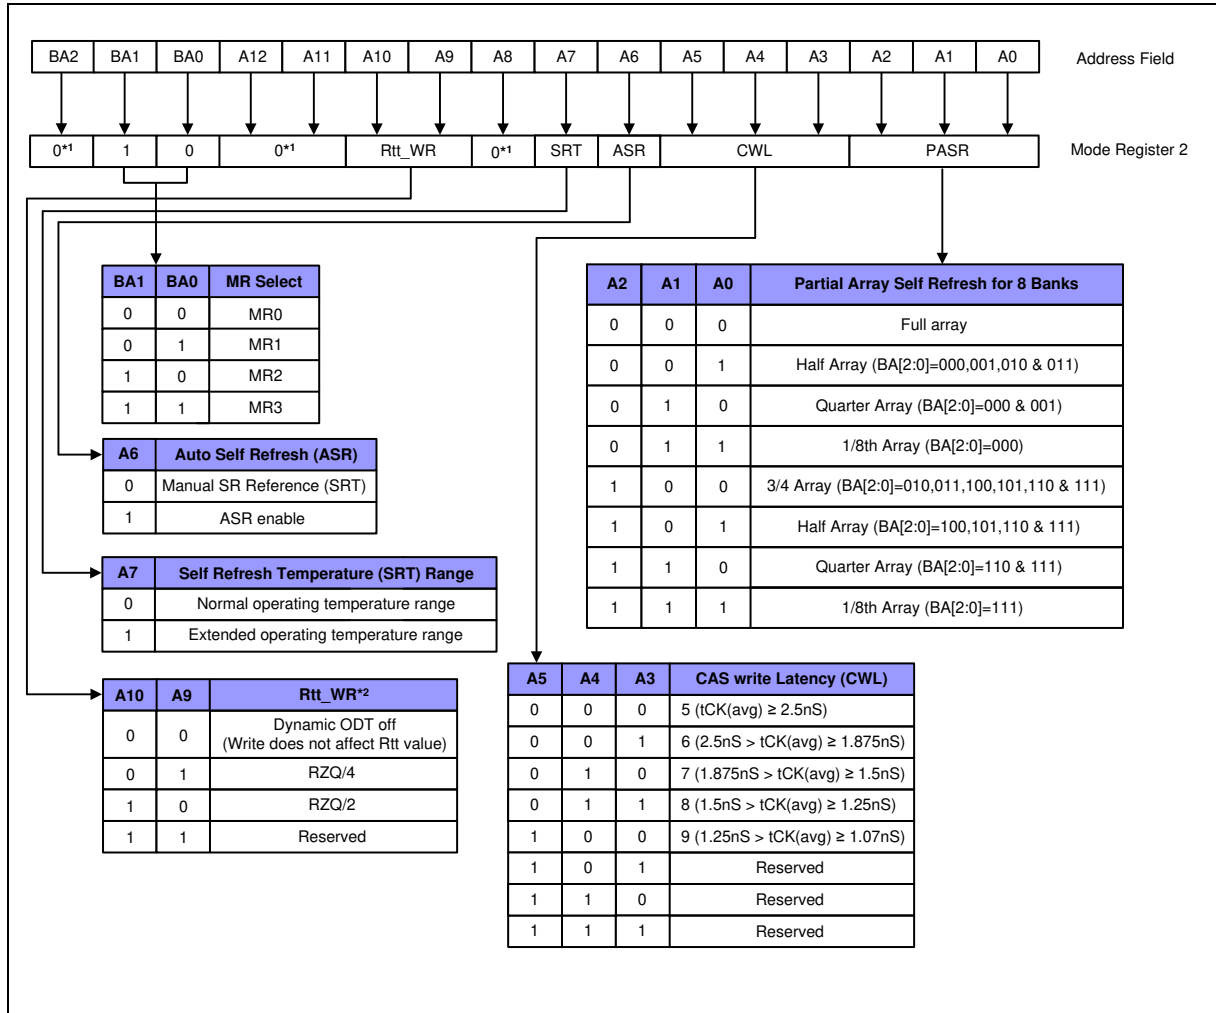 BA2 BA1 BA0 A12 A11 A10 A9 A8 A7 A6 A5 A4 A3 A2 A1 A0 Address Field
0*1 1 0 0*1 Rtt_WR 0*1 SRT ASR CWL PASR Mode Register 2
BA1 BA0 MR Select
0 0 MR0
0 1 MR1
1 0 MR2
1 1 MR3
A6 Auto Self Refresh (ASR)
0 Manual SR Reference (SRT)
1 ASR enable
A7 Self Refresh Temperature (SRT) Range
0 Normal operating temperature range
1 Extended operating temperature range
A10 A9 Rtt_WR*2
0 0 Dynamic ODT off
(Write does not affect Rtt value)
0 1 RZQ/4
1 0 RZQ/2
1 1 Reserved
A2 A1 A0 Partial Array Self Refresh for 8 Banks
0 0 0 Full array
0 0 1 Half Array (BA[2:0]=000,001,010 & 011)
0 1 0 Quarter Array (BA[2:0]=000 & 001)
0 1 1 1/8th Array (BA[2:0]=000)
1 0 0 3/4 Array (BA[2:0]=010,011,100,101,110 & 111)
1 0 1 Half Array (BA[2:0]=100,101,110 & 111)
1 1 0 Quarter Array (BA[2:0]=110 & 111)
1 1 1 1/8th Array (BA[2:0]=111)
A5 A4 A3 CAS write Latency (CWL)
0 0 0 5 (tCK(avg) ≥ 2.5nS)
0 0 1 6 (2.5nS > tCK(avg) ≥ 1.875nS)
0 1 0 7 (1.875nS > tCK(avg) ≥ 1.5nS)
0 1 1 8 (1.5nS > tCK(avg) ≥ 1.25nS)
1 0 0 9 (1.25nS > tCK(avg) ≥ 1.07nS)
1 0 1 Reserved
1 1 0 Reserved
1 1 1 Reserved